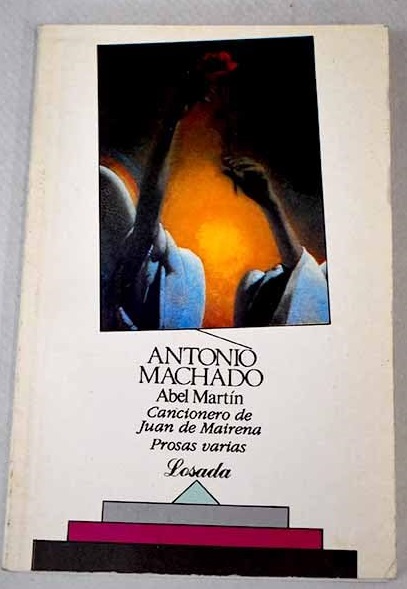 ANTONIO
MACHADO
Abel Martín
Cancionero de
Juan de Mairena
Prosas varias
Losada